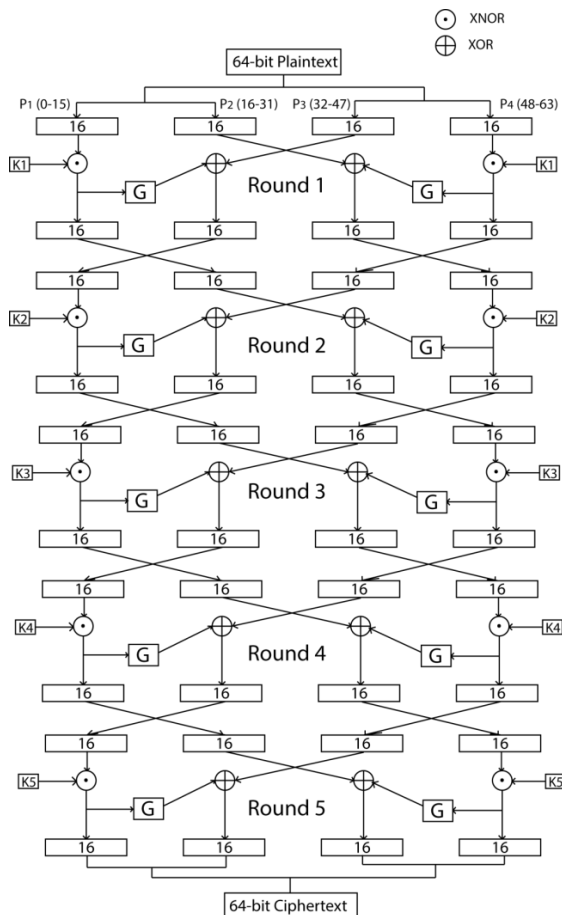 XNOR
XOR
64-bit Plaintext
P1 (0-15) P2 (16-31) P3 (32-47) P4 (48-63)
16 16 16 16
K1 K1
G G
Round 1
16 16 16 16
16 16 16 16
K2 K2
Round 2
G G
16 16 16 16
16 16 16 16
K3 K3
Round 3
G G
16 16 16 16
16 16 16 16
K4 K4
Round 4
G G
16 16 16 16
16 16 16 16
K5 K5
G G
Round 5
16 16 16 16
64-bit Ciphertext